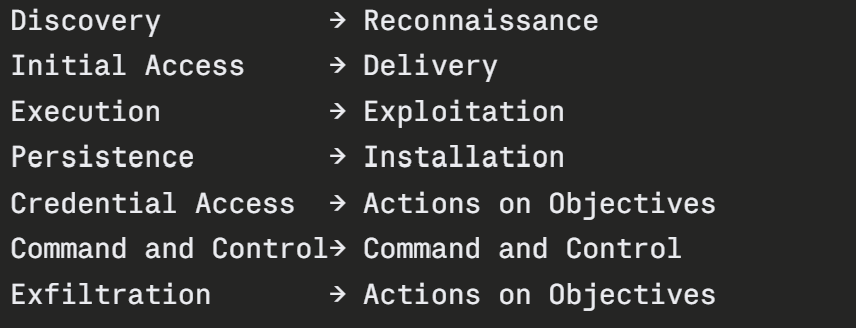 Discovery → Reconnaissance
Initial Access → Delivery
Execution → Exploitation
Persistence → Installation
Credential Access → Actions on Objectives
Command and Control→ Command and Control
Exfiltration → Actions on Objectives